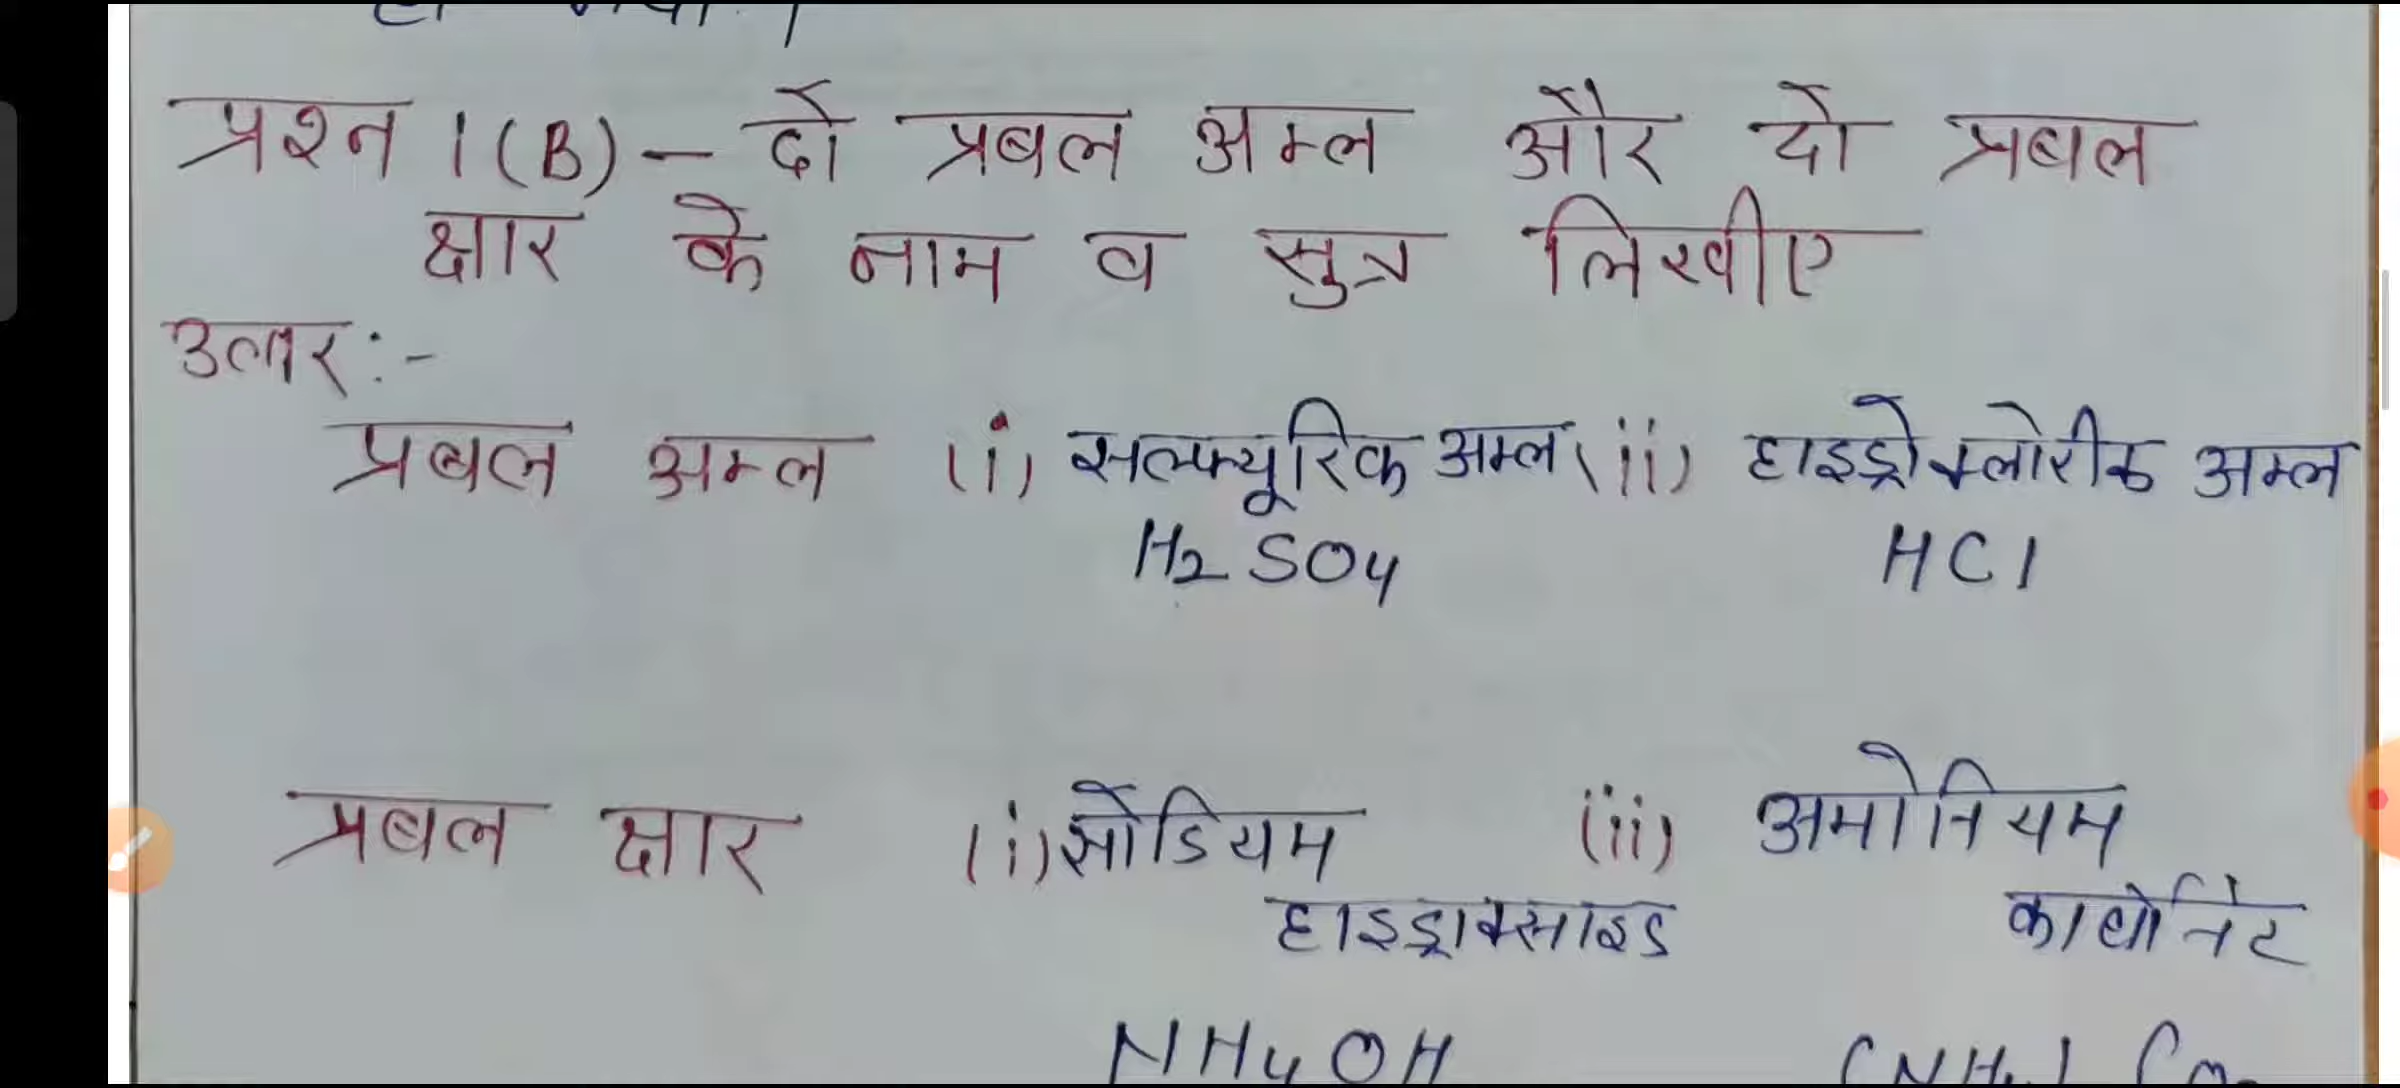 प्रश्न 1(B) - दो प्रबल अम्ल और दो प्रबल
क्षार के नाम व सुत्र लिखीए
उत्तर :-
प्रबल अम्ल (i) सल्फ्यूरिक अम्ल (ii) हाइड्रोक्लोरीक अम्ल
H2SO4 HCl
प्रबल क्षार (i) सोडियम (ii) अमोनियम
हाइड्राक्साइड कार्बोनेट
NH4OH